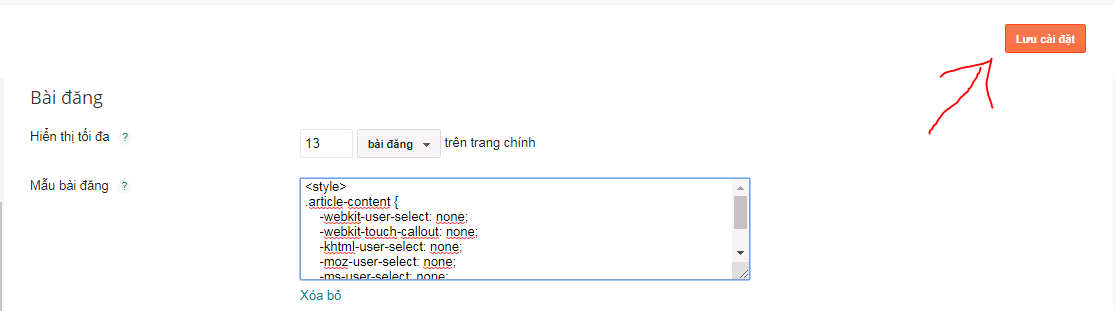 Lưu cài đặt
Bài đăng
Hiển thị tối đa ? 13 bài đăng trên trang chính
Mẫu bài đăng ?
<style>
.article-content {
-webkit-user-select: none;
-webkit-touch-callout: none;
-khtml-user-select: none;
-moz-user-select: none;
-ms-user-select: none;
Xóa bỏ